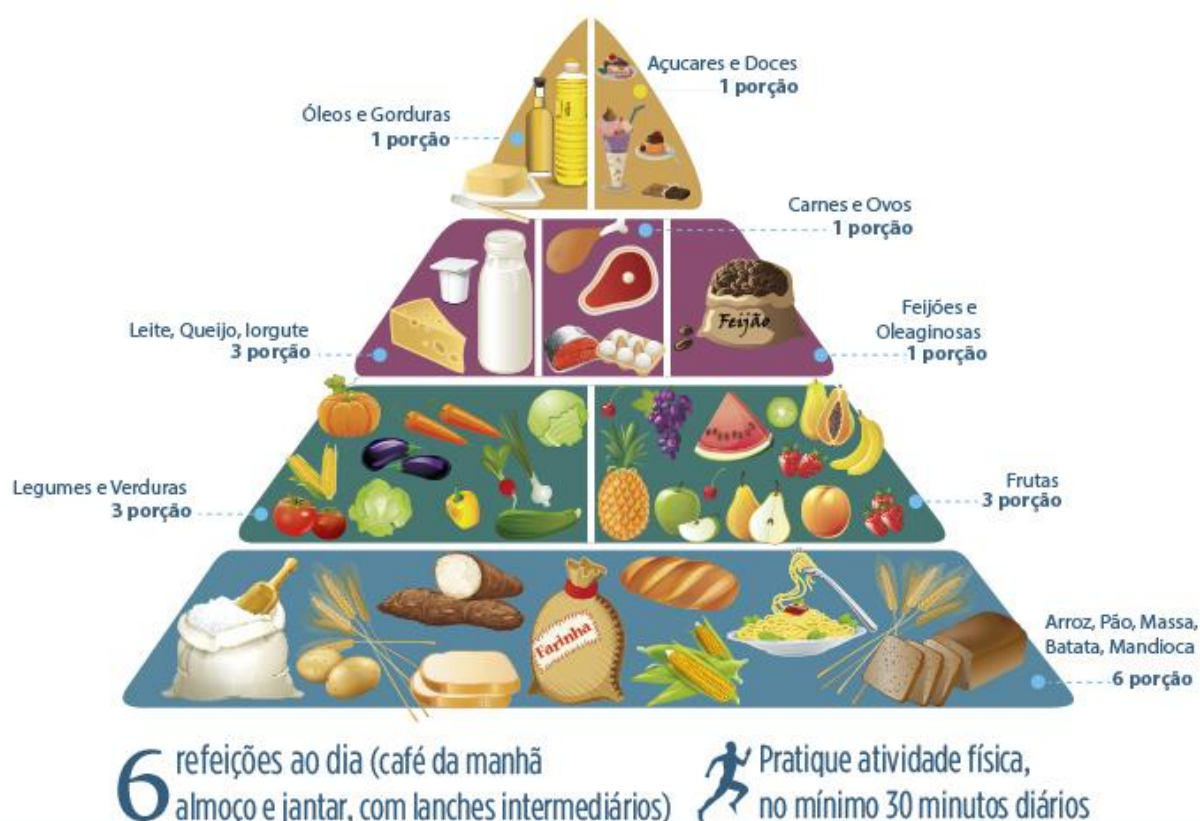 Açucares e Doces
1 porção
Óleos e Gorduras
1 porção
Carnes e Ovos
1 porção
Feijão
Feijões e
Oleaginosas
1 porção
Leite, Queijo, Iorgute
3 porção
Legumes e Verduras
3 porção
Frutas
3 porção
Farinha
Arroz, Pão, Massa,
Batata, Mandioca
6 porção
6 refeições ao dia (café da manhã
almoço e jantar, com lanches intermediários)
Pratique atividade física,
no mínimo 30 minutos diários